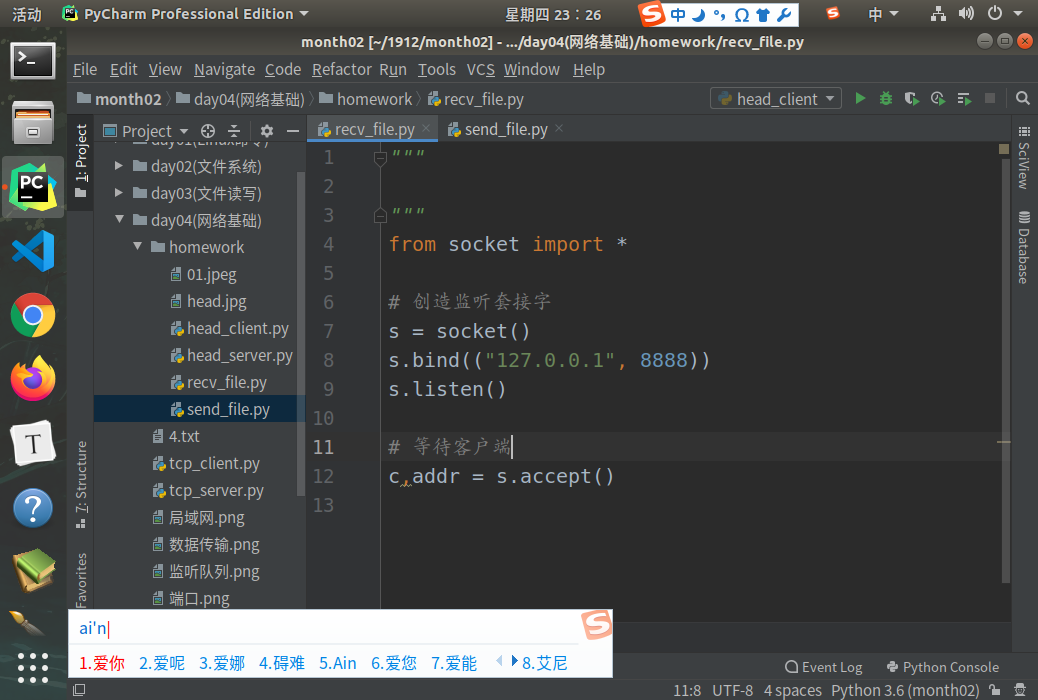 活动
PyCharm Professional Edition
星期四 23：26
中
中
month02 [~/1912/month02] - .../day04(网络基础)/homework/recv_file.py
File Edit View Navigate Code Refactor Run Tools VCS Window Help
month02 day04(网络基础) homework recv_file.py
head_client
1: Project
Project
recv_file.py
send_file.py
day01(Linux命令)
day02(文件系统)
day03(文件读写)
day04(网络基础)
homework
01.jpeg
head.jpg
head_client.py
head_server.py
recv_file.py
send_file.py
4.txt
tcp_client.py
tcp_server.py
局域网.png
数据传输.png
监听队列.png
端口.png
7: Structure
Favorites
1 """
2
3 """
4 from socket import *
5
6 # 创造监听套接字
7 s = socket()
8 s.bind(("127.0.0.1", 8888))
9 s.listen()
10
11 # 等待客户端
12 c,addr = s.accept()
13
SciView
Database
ai'n
1.爱你 2.爱呢 3.爱娜 4.碍难 5.Ain 6.爱您 7.爱能 8.艾尼
Event Log
Python Console
11:8 UTF-8 4 spaces Python 3.6 (month02)